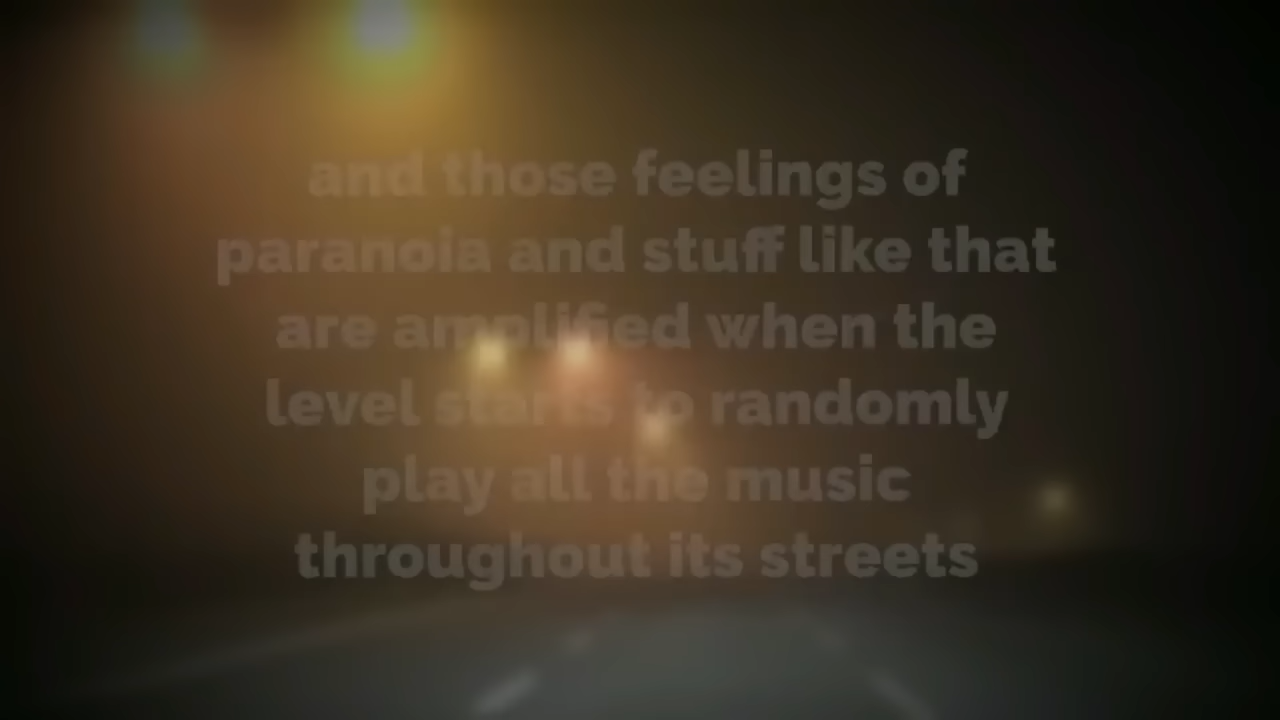 and those feelings of
paranoia and stuff like that
are amplified when the
level starts to randomly
play all the music
throughout its streets